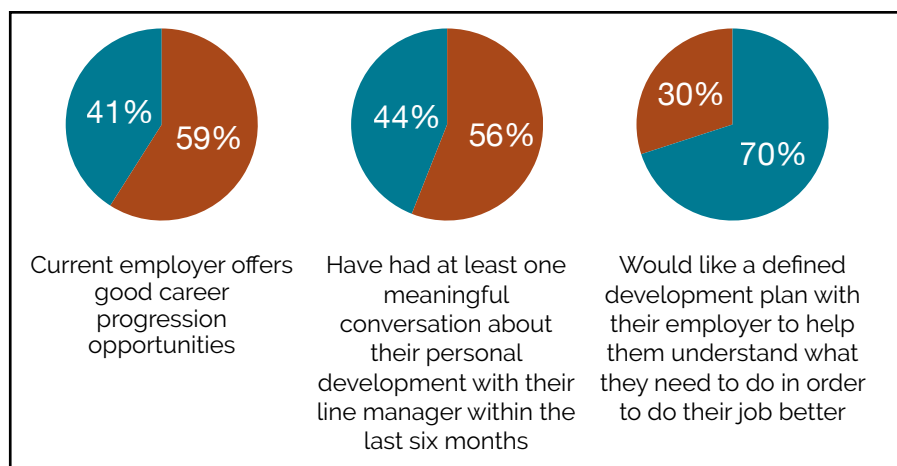 41%
59%
44%
56%
30%
70%
Current employer offers
good career
progression
opportunities
Have had at least one
meaningful
conversation about
their personal
development with their
line manager within the
last six months
Would like a defined
development plan with
their employer to help
them understand what
they need to do in order
to do their job better